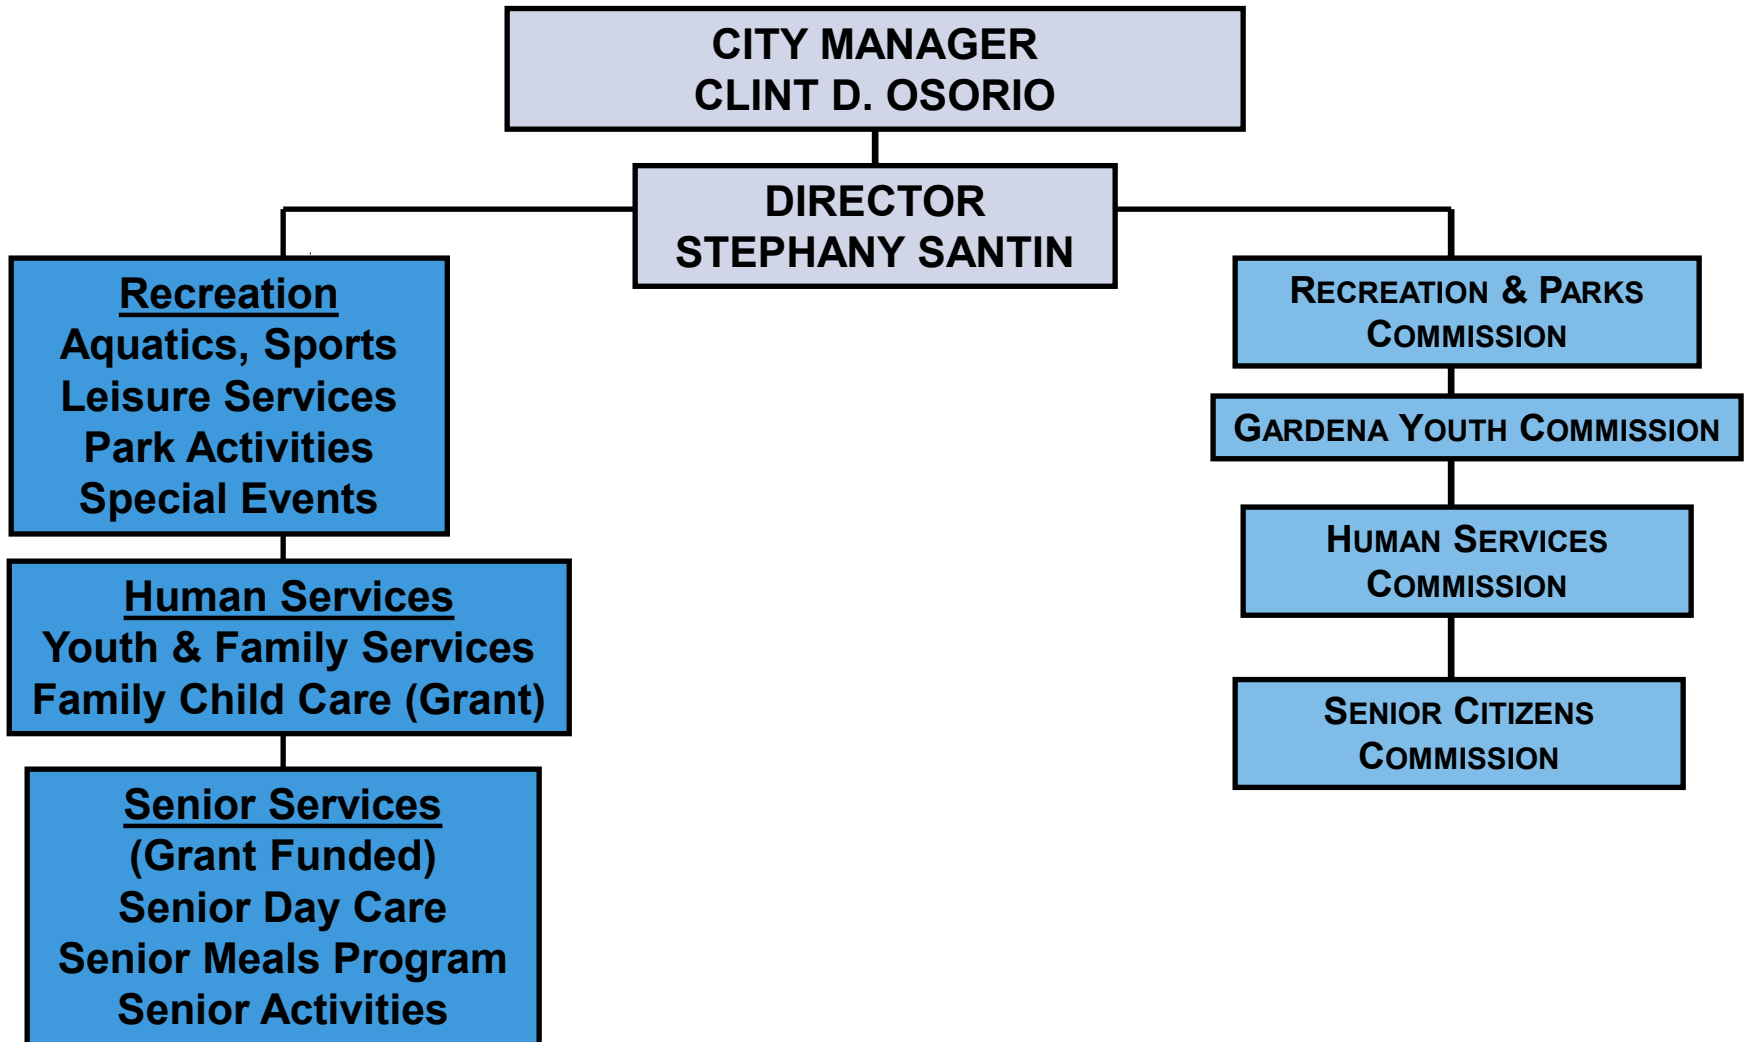 CITY MANAGER
CLINT D. OSORIO
DIRECTOR
STEPHANY SANTIN
Recreation
Aquatics, Sports
Leisure Services
Park Activities
Special Events
Human Services
Youth & Family Services
Family Child Care (Grant)
Senior Services
(Grant Funded)
Senior Day Care
Senior Meals Program
Senior Activities
RECREATION & PARKS
COMMISSION
GARDENA YOUTH COMMISSION
HUMAN SERVICES
COMMISSION
SENIOR CITIZENS
COMMISSION